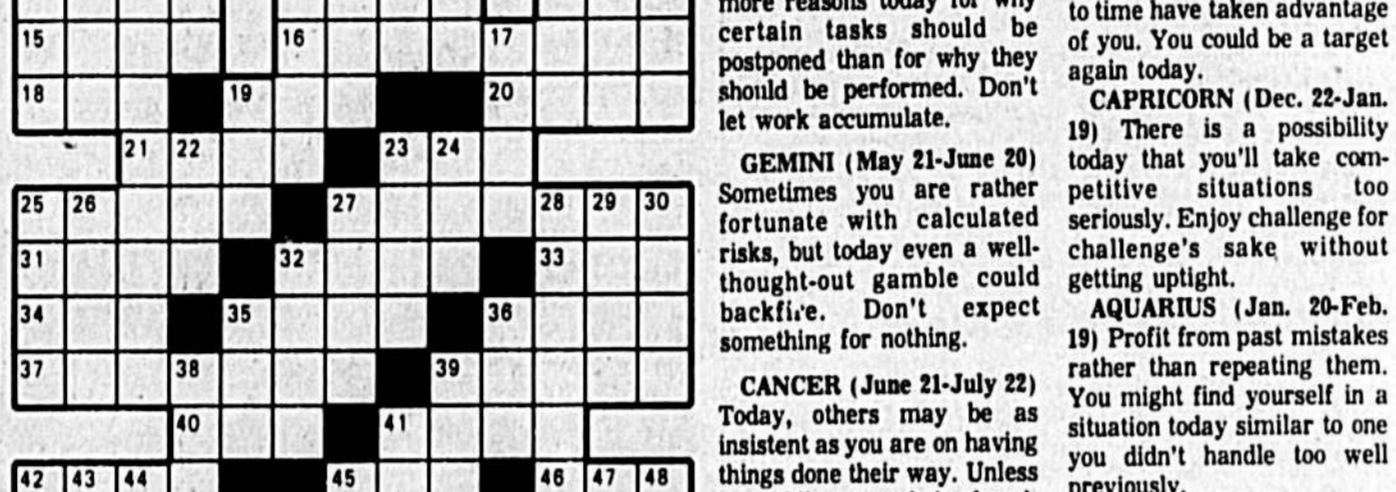 15 16 17
18 19 20
21 22 23 24
25 26 27 28 29 30
31 32 33
34 35 36
37 38 39
40 41
42 43 44 45 46 47 48
more reasons today for why
certain tasks should be
postponed than for why they
should be performed. Don't
let work accumulate.
GEMINI (May 21-June 20)
Sometimes you are rather
fortunate with calculated
risks, but today even a well-
thought-out gamble could
backfire. Don't expect
something for nothing.
CANCER (June 21-July 22)
Today, others may be as
insistent as you are on having
things done their way. Unless
to time have taken advantage
of you. You could be a target
again today.
CAPRICORN (Dec. 22-Jan.
19) There is a possibility
today that you'll take com-
petitive situations too
seriously. Enjoy challenge for
challenge's sake without
getting uptight.
AQUARIUS (Jan. 20-Feb.
19) Profit from past mistakes
rather than repeating them.
You might find yourself in a
situation today similar to one
you didn't handle too well
previously.